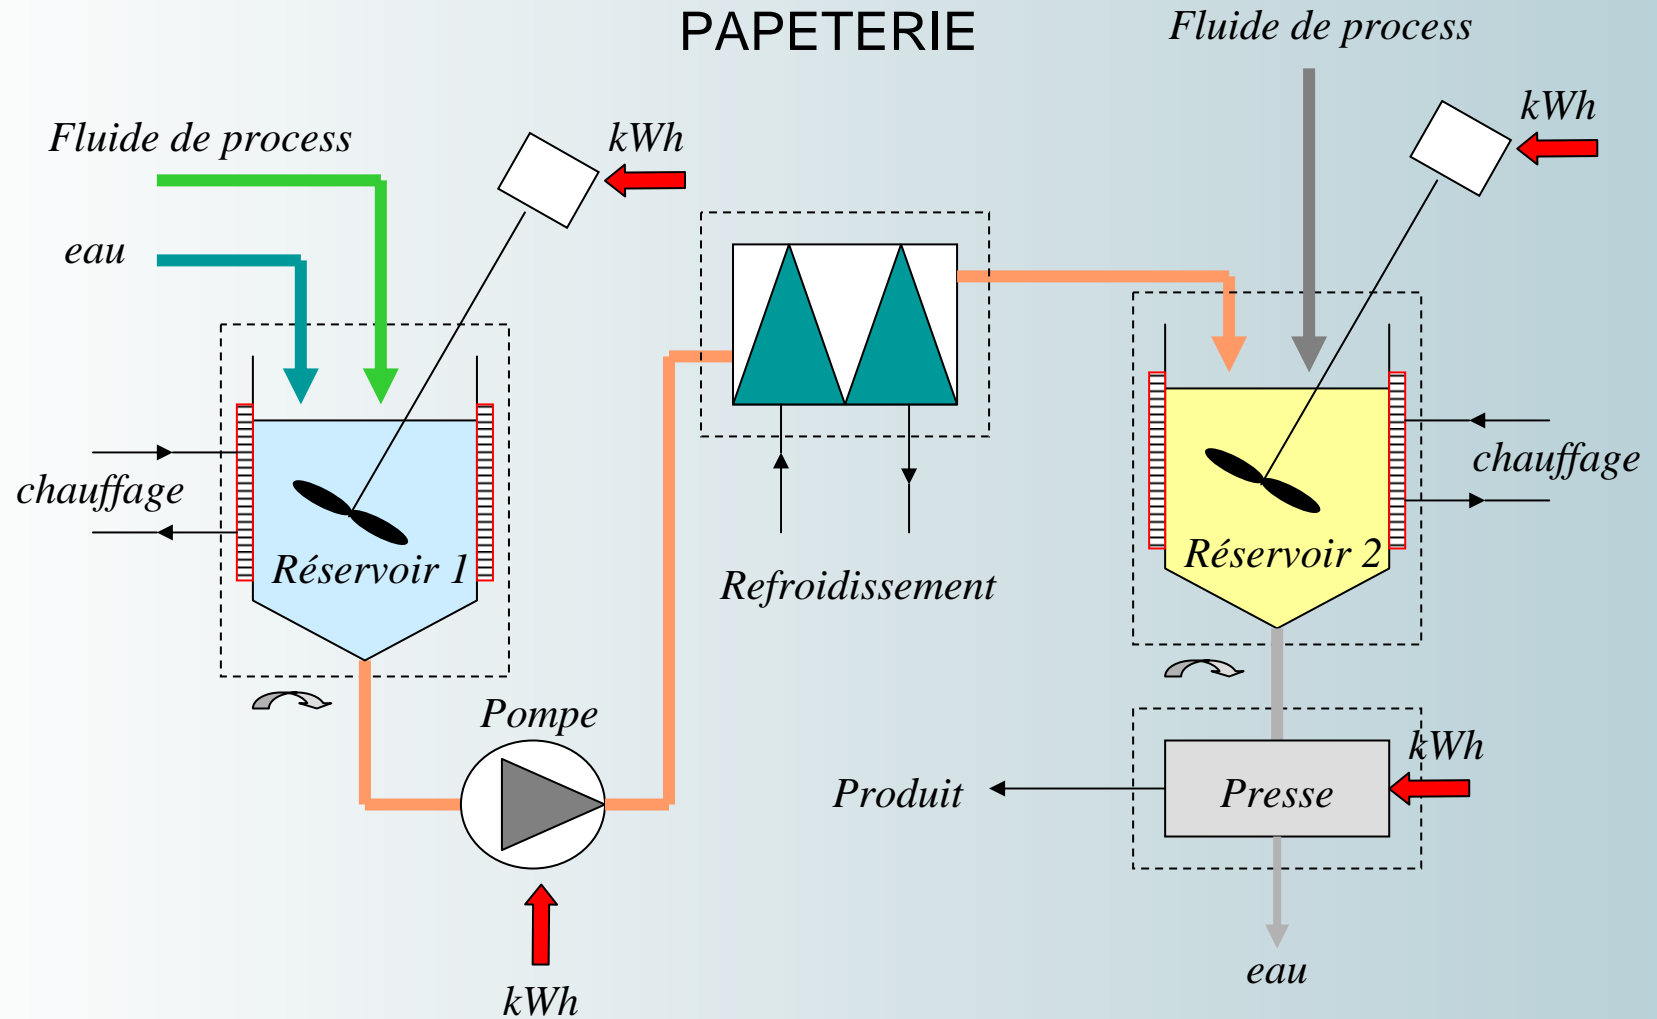 PAPETERIE
Fluide de process
kWh
Fluide de process
kWh
eau
chauffage
Réservoir 1
Refroidissement
chauffage
Réservoir 2
Pompe
kWh
Produit
Presse
kWh
eau